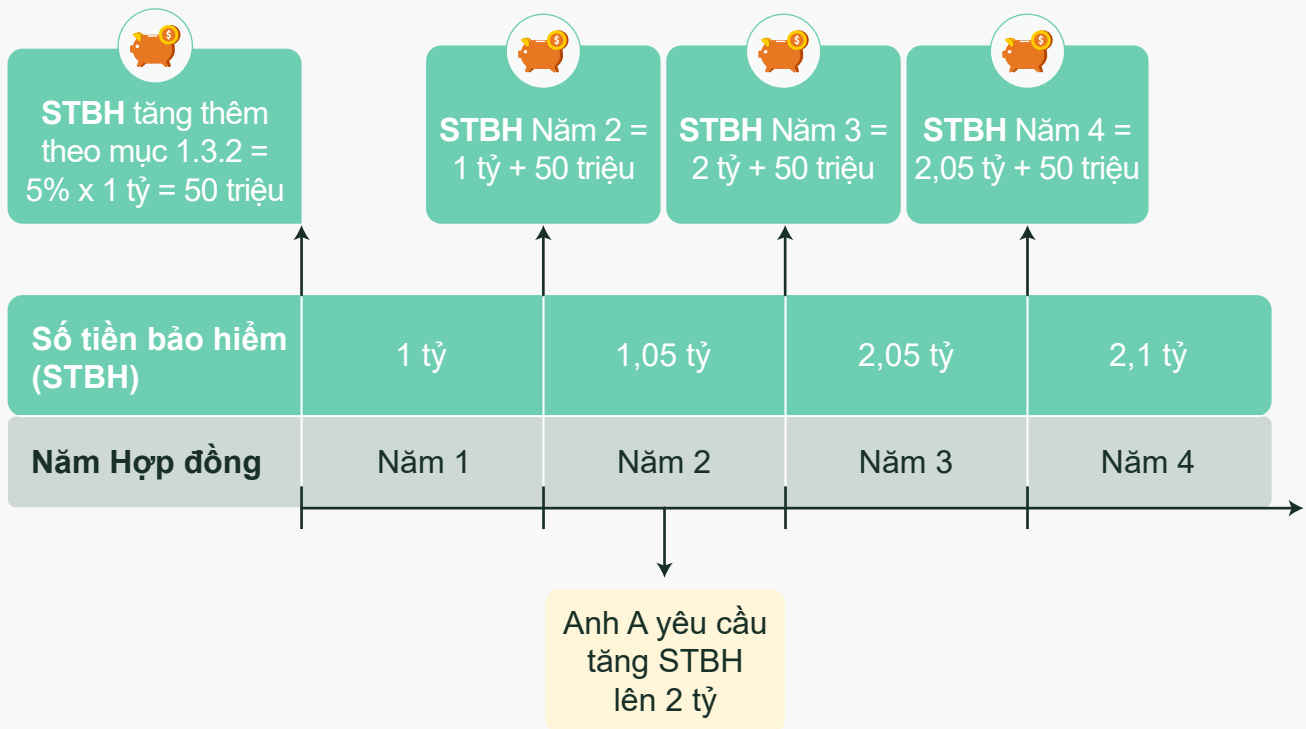 STBH tăng thêm
theo mục 1.3.2 =
5% x 1 tỷ = 50 triệu
STBH Năm 2 =
1 tỷ + 50 triệu
STBH Năm 3 =
2 tỷ + 50 triệu
STBH Năm 4 =
2,05 tỷ + 50 triệu
Số tiền bảo hiểm
(STBH)
1 tỷ
1,05 tỷ
2,05 tỷ
2,1 tỷ
Năm Hợp đồng
Năm 1
Năm 2
Năm 3
Năm 4
Anh A yêu cầu
tăng STBH
lên 2 tỷ